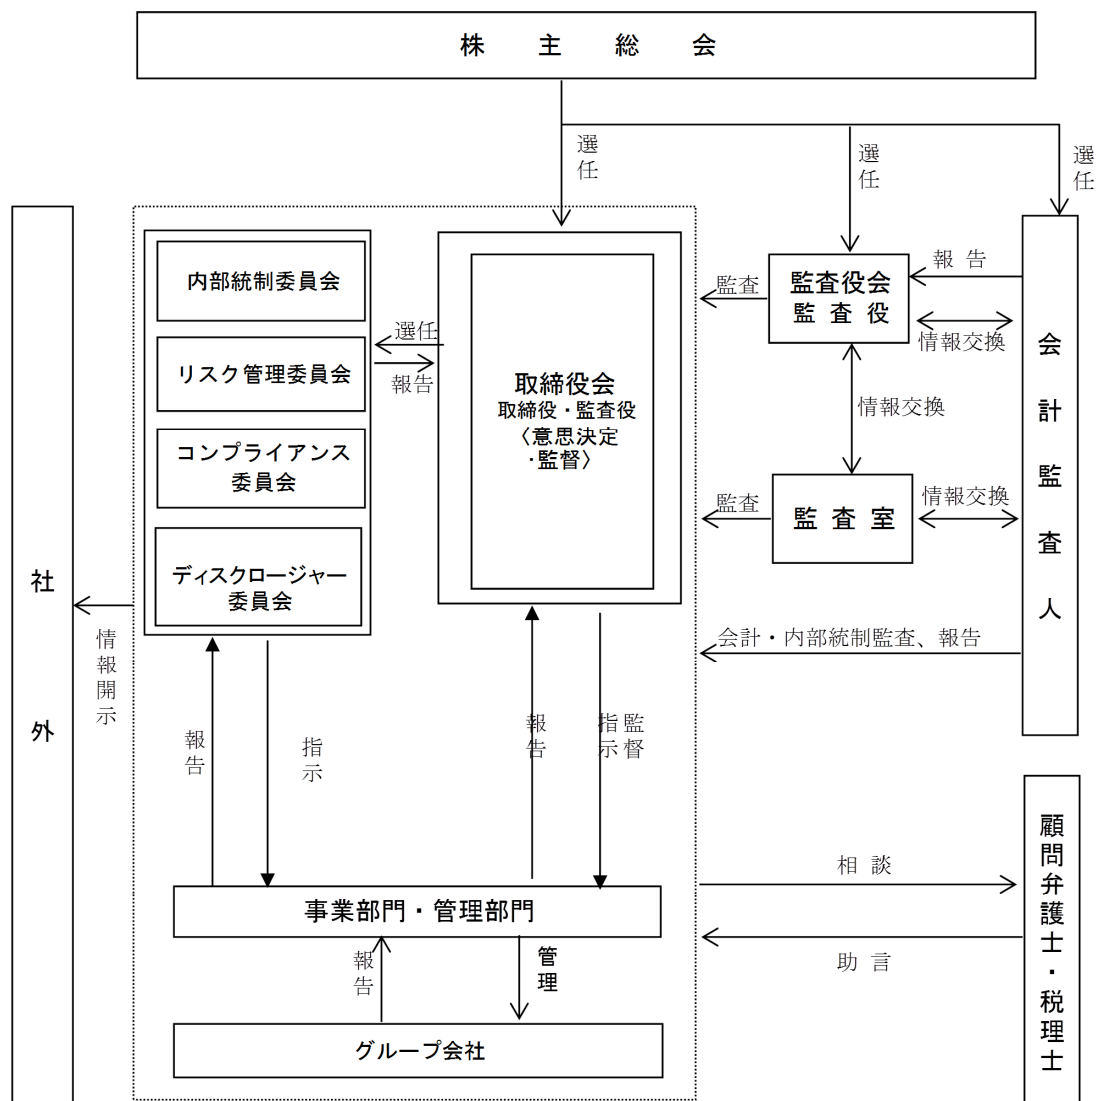 株主総会
選任
選任
選任
内部統制委員会
リスク管理委員会
コンプライアンス
委員会
ディスクロージャー
委員会
選任
報告
取締役会
取締役・監査役
〈意思決定
・監督〉
監査
監査役会
監査役
報告
情報交換
情報交換
監査
監査室
情報交換
会計監査人
会計・内部統制監査、報告
社外
情報開示
報告
指示
報告
指示
監督
事業部門・管理部門
報告
管理
グループ会社
相談
助言
顧問弁護士・税理士